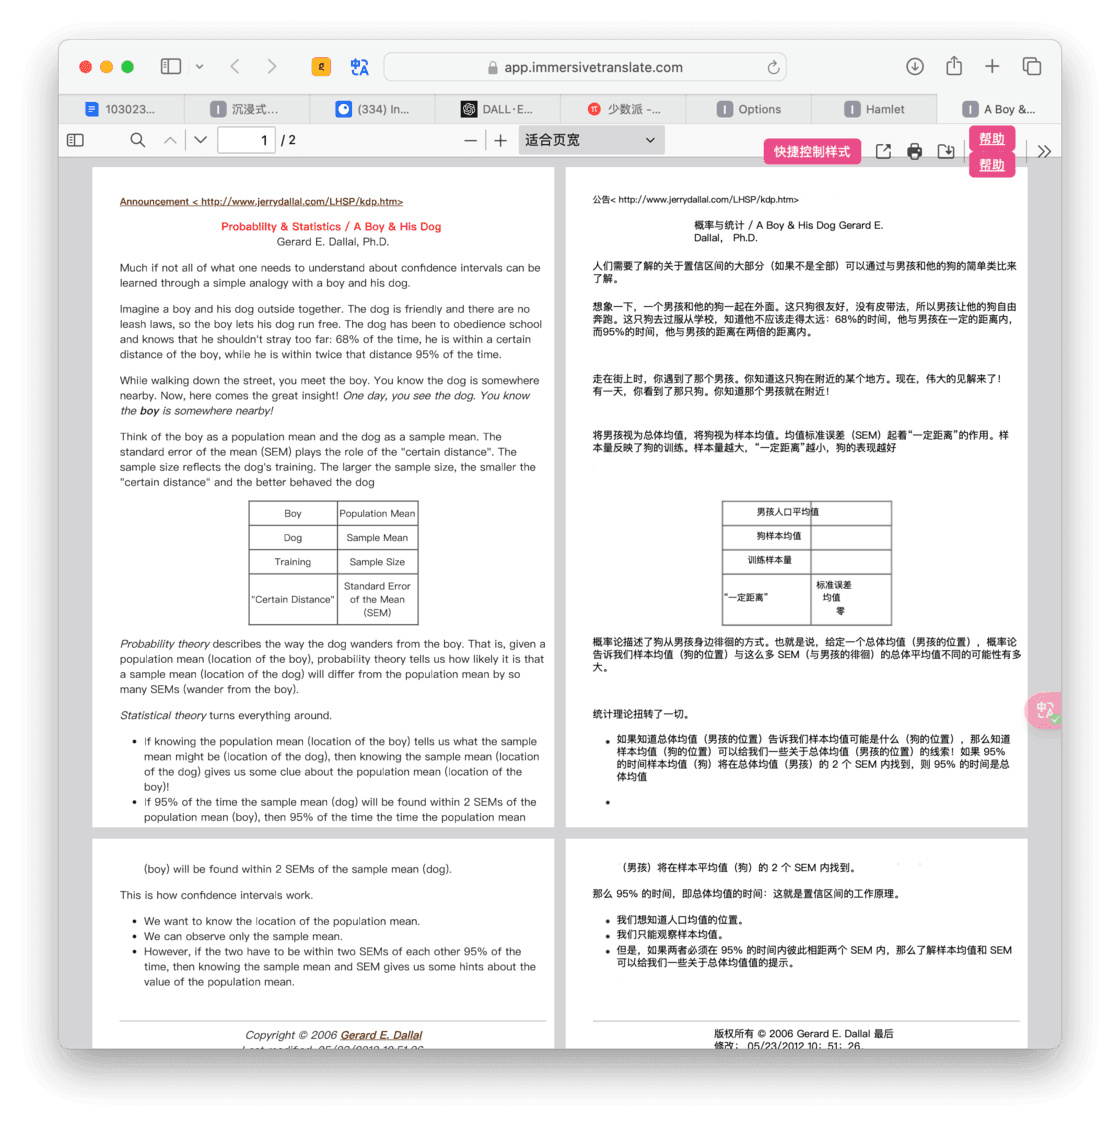 app.immersivetranslate.com
103023...
沉浸式...
(334) In...
DALL·E...
少数派 -...
Options
Hamlet
A Boy &...
1 / 2
适合页宽
快捷控制样式
帮助
帮助
Announcement < http://www.jerrydallal.com/LHSP/kdp.htm>
Probablilty & Statistics / A Boy & His Dog
Gerard E. Dallal, Ph.D.
Much if not all of what one needs to understand about confidence intervals can be
learned through a simple analogy with a boy and his dog.
Imagine a boy and his dog outside together. The dog is friendly and there are no
leash laws, so the boy lets his dog run free. The dog has been to obedience school
and knows that he shouldn't stray too far: 68% of the time, he is within a certain
distance of the boy, while he is within twice that distance 95% of the time.
While walking down the street, you meet the boy. You know the dog is somewhere
nearby. Now, here comes the great insight! One day, you see the dog. You know
the boy is somewhere nearby!
Think of the boy as a population mean and the dog as a sample mean. The
standard error of the mean (SEM) plays the role of the "certain distance". The
sample size reflects the dog's training. The larger the sample size, the smaller the
"certain distance" and the better behaved the dog
Boy Population Mean
Dog Sample Mean
Training Sample Size
"Certain Distance" Standard Error
of the Mean
(SEM)
Probability theory describes the way the dog wanders from the boy. That is, given a
population mean (location of the boy), probability theory tells us how likely it is that
a sample mean (location of the dog) will differ from the population mean by so
many SEMs (wander from the boy).
Statistical theory turns everything around.
• If knowing the population mean (location of the boy) tells us what the sample
mean might be (location of the dog), then knowing the sample mean (location
of the dog) gives us some clue about the population mean (location of the
boy)!
• If 95% of the time the sample mean (dog) will be found within 2 SEMs of the
population mean (boy), then 95% of the time the time the population mean
(boy) will be found within 2 SEMs of the sample mean (dog).
This is how confidence intervals work.
• We want to know the location of the population mean.
• We can observe only the sample mean.
• However, if the two have to be within two SEMs of each other 95% of the
time, then knowing the sample mean and SEM gives us some hints about the
value of the population mean.
Copyright © 2006 Gerard E. Dallal
公告< http://www.jerrydallal.com/LHSP/kdp.htm>
概率与统计 / A Boy & His Dog Gerard E.
Dallal， Ph.D.
人们需要了解的关于置信区间的大部分（如果不是全部）可以通过与男孩和他的狗的简单类比来
了解。
想象一下，一个男孩和他的狗一起在外面。这只狗很友好，没有皮带法，所以男孩让他的狗自由
奔跑。这只狗去过服从学校，知道他不应该走得太远：68%的时间，他与男孩在一定的距离内，
而95%的时间，他与男孩的距离在两倍的距离内。
走在街上时，你遇到了那个男孩。你知道这只狗在附近的某个地方。现在，伟大的见解来了！
有一天，你看到了那只狗。你知道那个男孩就在附近！
将男孩视为总体均值，将狗视为样本均值。均值标准误差（SEM）起着“一定距离”的作用。样
本量反映了狗的训练。样本量越大，“一定距离”越小，狗的表现越好
男孩人口平均值
狗样本均值
训练样本量
“一定距离” 标准误差
均值
零
概率论描述了狗从男孩身边徘徊的方式。也就是说，给定一个总体均值（男孩的位置），概率论
告诉我们样本均值（狗的位置）与这么多 SEM（与男孩的徘徊）的总体平均值不同的可能性有多
大。
统计理论扭转了一切。
• 如果知道总体均值（男孩的位置）告诉我们样本均值可能是什么（狗的位置），那么知道
样本均值（狗的位置）可以给我们一些关于总体均值（男孩的位置）的线索！如果 95%
的时间样本均值（狗）将在总体均值（男孩）的 2 个 SEM 内找到，则 95% 的时间是总
体均值
•
（男孩）将在样本平均值（狗）的 2 个 SEM 内找到。
那么 95% 的时间，即总体均值的时间：这就是置信区间的工作原理。
• 我们想知道人口均值的位置。
• 我们只能观察样本均值。
• 但是，如果两者必须在 95% 的时间内彼此相距两个 SEM 内，那么了解样本均值和 SEM
可以给我们一些关于总体均值值的提示。
版权所有 © 2006 Gerard E. Dallal 最后
修改： 05/23/2012 10：51：26.